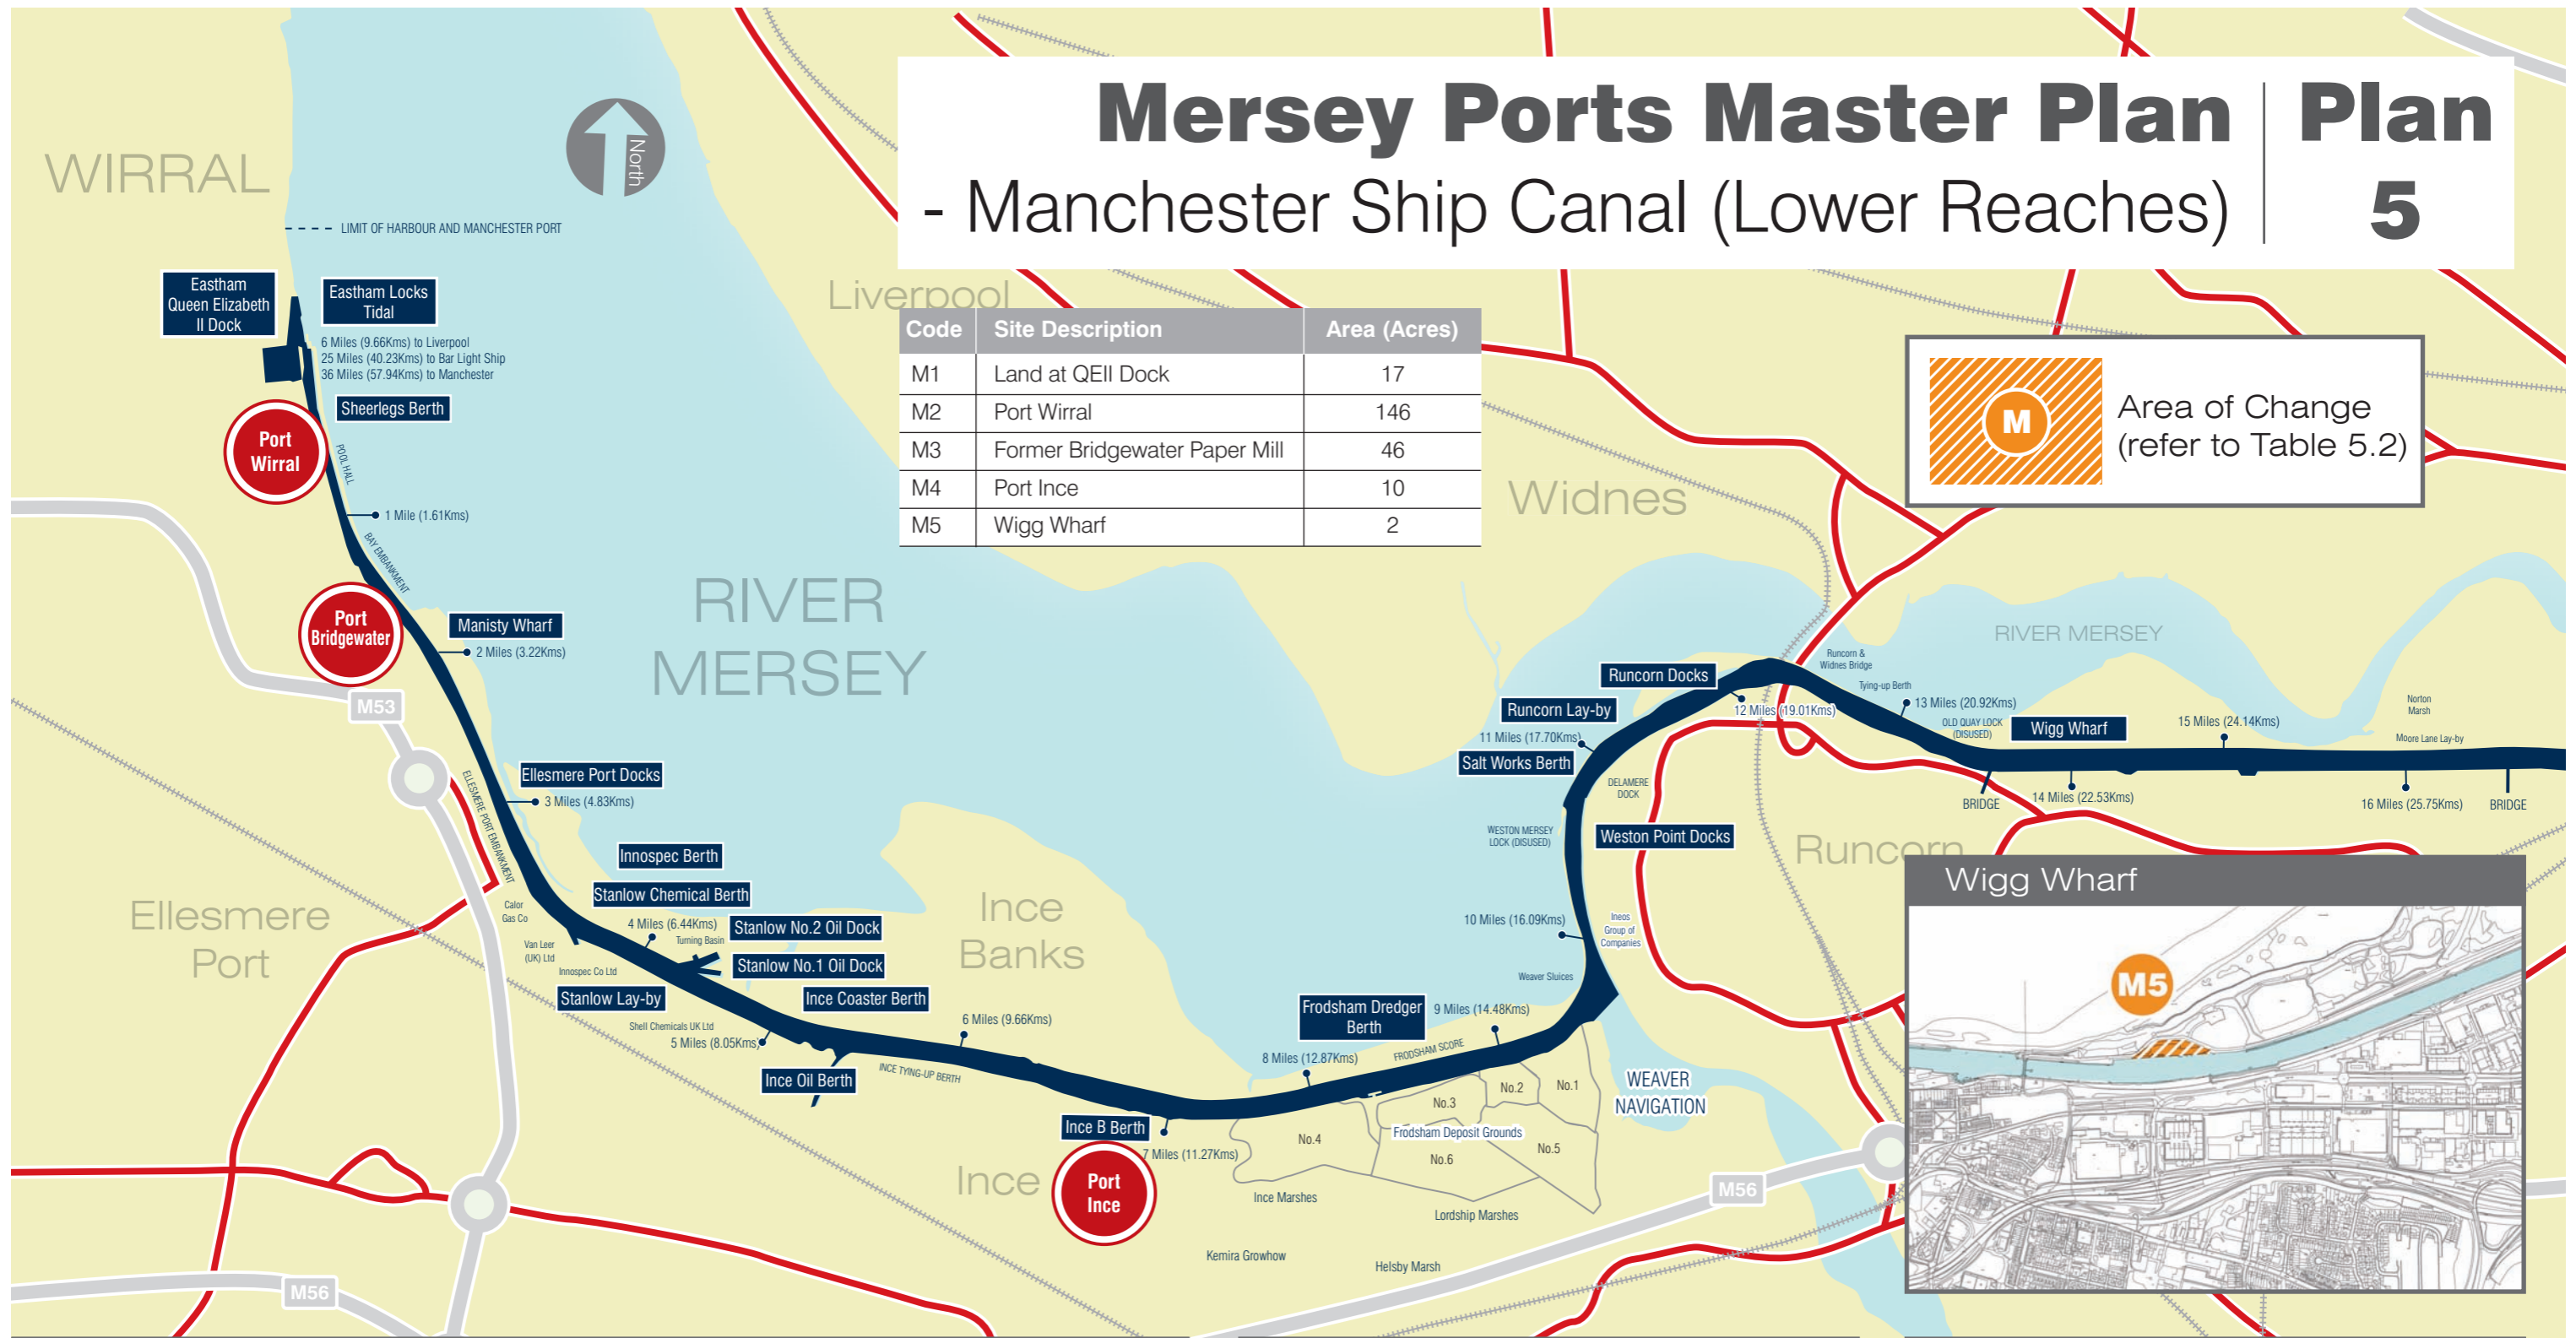 Mersey Ports Master Plan
- Manchester Ship Canal (Lower Reaches)
Plan
5
WIRRAL
North
LIMIT OF HARBOUR AND MANCHESTER PORT
Eastham
Queen Elizabeth
II Dock
Eastham Locks
Tidal
6 Miles (9.66Kms) to Liverpool
25 Miles (40.23Kms) to Bar Light Ship
36 Miles (57.94Kms) to Manchester
Sheerlegs Berth
Port
Wirral
POOL HALL
1 Mile (1.61Kms)
BAY EMBANKMENT
Port
Bridgewater
Manisty Wharf
2 Miles (3.22Kms)
M53
RIVER
MERSEY
Liverpool
Code Site Description Area (Acres)
M1 Land at QEII Dock 17
M2 Port Wirral 146
M3 Former Bridgewater Paper Mill 46
M4 Port Ince 10
M5 Wigg Wharf 2
M
Area of Change
(refer to Table 5.2)
Widnes
Ellesmere Port Docks
3 Miles (4.83Kms)
ELLESMERE PORT EMBANKMENT
Ellesmere
Port
Calor
Gas Co
Van Leer
(UK) Ltd
Innospec Co Ltd
Innospec Berth
Stanlow Chemical Berth
4 Miles (6.44Kms)
Turning Basin
Stanlow No.2 Oil Dock
Stanlow No.1 Oil Dock
Stanlow Lay-by
Ince Coaster Berth
Shell Chemicals UK Ltd
5 Miles (8.05Kms)
Ince Oil Berth
INCE TYING-UP BERTH
6 Miles (9.66Kms)
Ince
Banks
Ince B Berth
7 Miles (11.27Kms)
Ince
Port
Ince
8 Miles (12.87Kms)
Frodsham Dredger
Berth
9 Miles (14.48Kms)
FRODSHAM SCORE
No.1
No.2
No.3
Frodsham Deposit Grounds
No.4
No.5
No.6
Ince Marshes
Lordship Marshes
Kemira Growhow
Helsby Marsh
WEAVER
NAVIGATION
M56
M56
Weaver Sluices
10 Miles (16.09Kms)
Ineos
Group of
Companies
WESTON MERSEY
LOCK (DISUSED)
Weston Point Docks
DELAMERE
DOCK
Salt Works Berth
11 Miles (17.70Kms)
Runcorn Lay-by
Runcorn Docks
12 Miles (19.01Kms)
Runcorn &
Widnes Bridge
Tying-up Berth
13 Miles (20.92Kms)
OLD QUAY LOCK
(DISUSED)
RIVER MERSEY
Wigg Wharf
BRIDGE
14 Miles (22.53Kms)
15 Miles (24.14Kms)
Norton
Marsh
Moore Lane Lay-by
16 Miles (25.75Kms)
BRIDGE
Runcorn
Wigg Wharf
M5